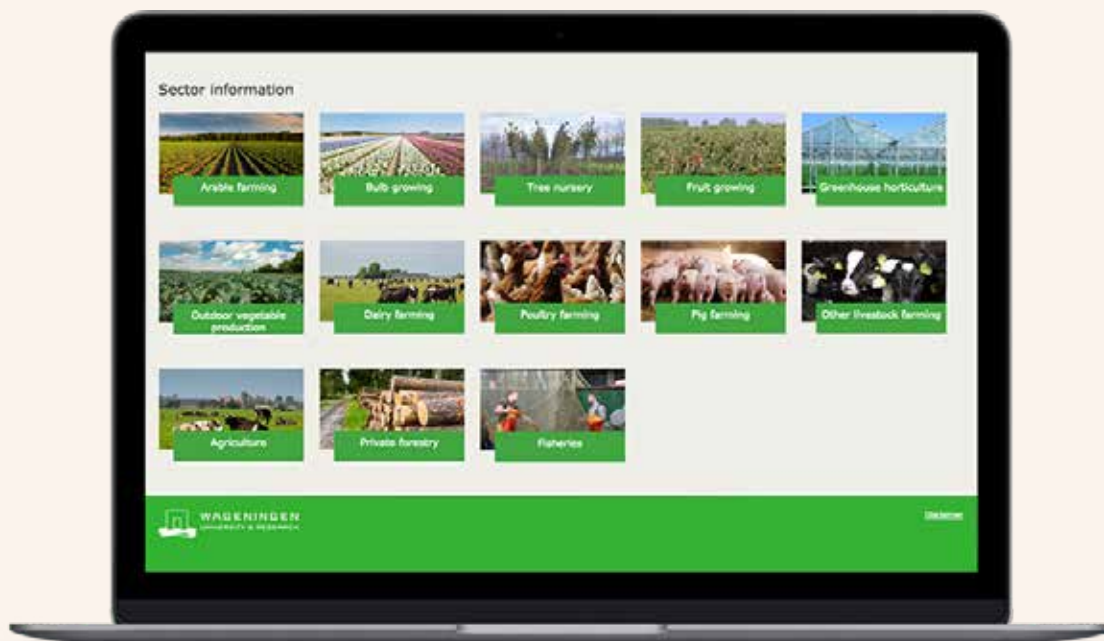 Sector information
Arable farming
Bulb growing
Tree nursery
Fruit growing
Greenhouse horticulture
Outdoor vegetable
production
Dairy farming
Poultry farming
Pig farming
Other livestock farming
Agriculture
Private forestry
Fisheries
WAGENINGEN
UNIVERSITY & RESEARCH
Disclaimer